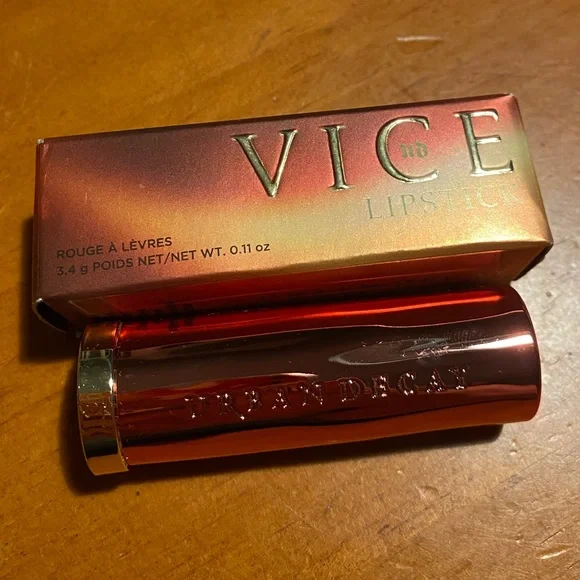 VICE
UD
LIPSTICK
ROUGE À LÈVRES
3,4 g POIDS NET/NET WT. 0.11 oz
URBAN DECAY